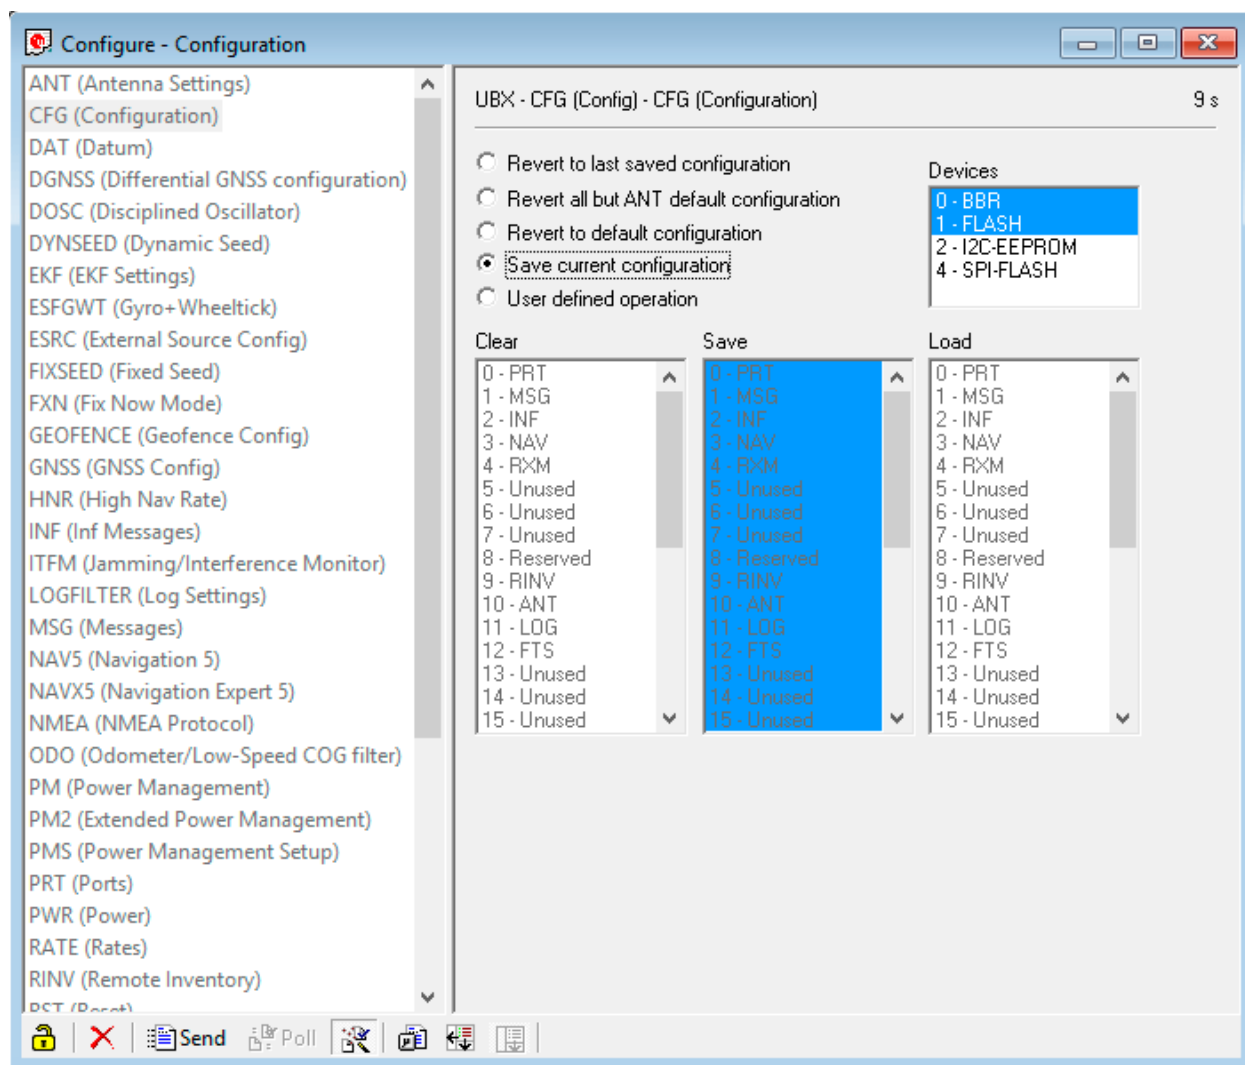 Configure - Configuration
ANT (Antenna Settings)
CFG (Configuration)
DAT (Datum)
DGNSS (Differential GNSS configuration)
DOSC (Disciplined Oscillator)
DYNSEED (Dynamic Seed)
EKF (EKF Settings)
ESFGWT (Gyro+Wheeltick)
ESRC (External Source Config)
FIXSEED (Fixed Seed)
FXN (Fix Now Mode)
GEOFENCE (Geofence Config)
GNSS (GNSS Config)
HNR (High Nav Rate)
INF (Inf Messages)
ITFM (Jamming/Interference Monitor)
LOGFILTER (Log Settings)
MSG (Messages)
NAV5 (Navigation 5)
NAVX5 (Navigation Expert 5)
NMEA (NMEA Protocol)
ODO (Odometer/Low-Speed COG filter)
PM (Power Management)
PM2 (Extended Power Management)
PMS (Power Management Setup)
PRT (Ports)
PWR (Power)
RATE (Rates)
RINV (Remote Inventory)
RST (Reset)
UBX - CFG (Config) - CFG (Configuration) 9 s
Revert to last saved configuration
Revert all but ANT default configuration
Revert to default configuration
Save current configuration
User defined operation
Devices
0 - BBR
1 - FLASH
2 - I2C-EEPROM
4 - SPI-FLASH
Clear
0 - PRT
1 - MSG
2 - INF
3 - NAV
4 - RXM
5 - Unused
6 - Unused
7 - Unused
8 - Reserved
9 - RINV
10 - ANT
11 - LOG
12 - FTS
13 - Unused
14 - Unused
15 - Unused
Save
0 - PRT
1 - MSG
2 - INF
3 - NAV
4 - RXM
5 - Unused
6 - Unused
7 - Unused
8 - Reserved
9 - RINV
10 - ANT
11 - LOG
12 - FTS
13 - Unused
14 - Unused
15 - Unused
Load
0 - PRT
1 - MSG
2 - INF
3 - NAV
4 - RXM
5 - Unused
6 - Unused
7 - Unused
8 - Reserved
9 - RINV
10 - ANT
11 - LOG
12 - FTS
13 - Unused
14 - Unused
15 - Unused
Send Poll